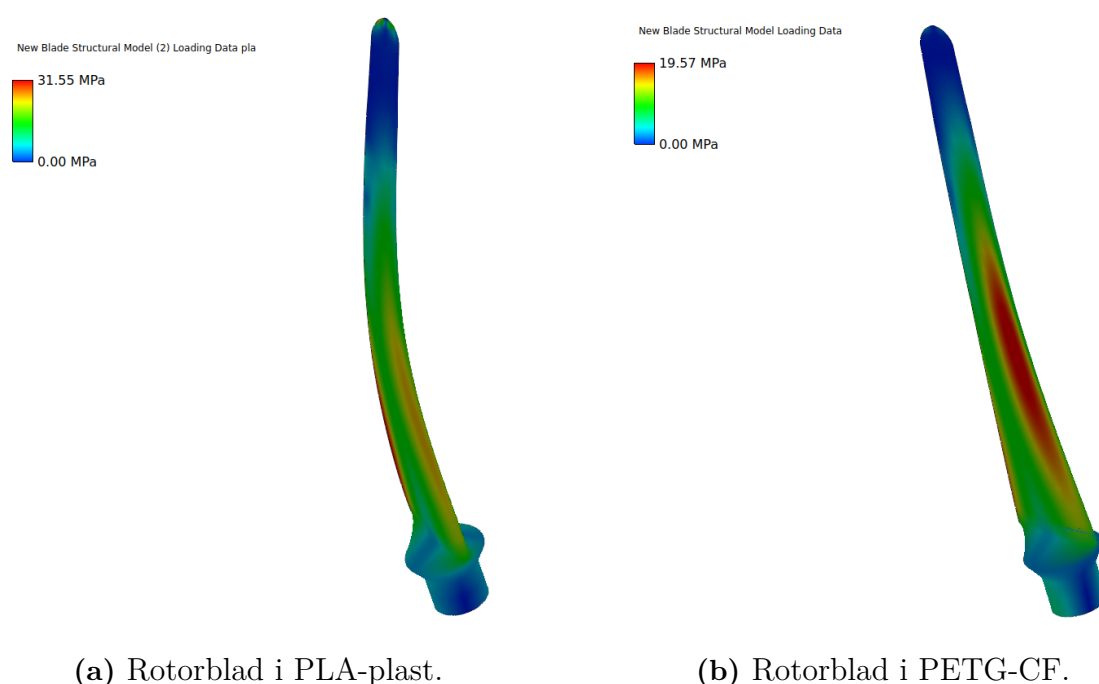 New Blade Structural Model (2) Loading Data pla
31.55 MPa
0.00 MPa
New Blade Structural Model Loading Data
19.57 MPa
0.00 MPa
(a) Rotorblad i PLA-plast.
(b) Rotorblad i PETG-CF.